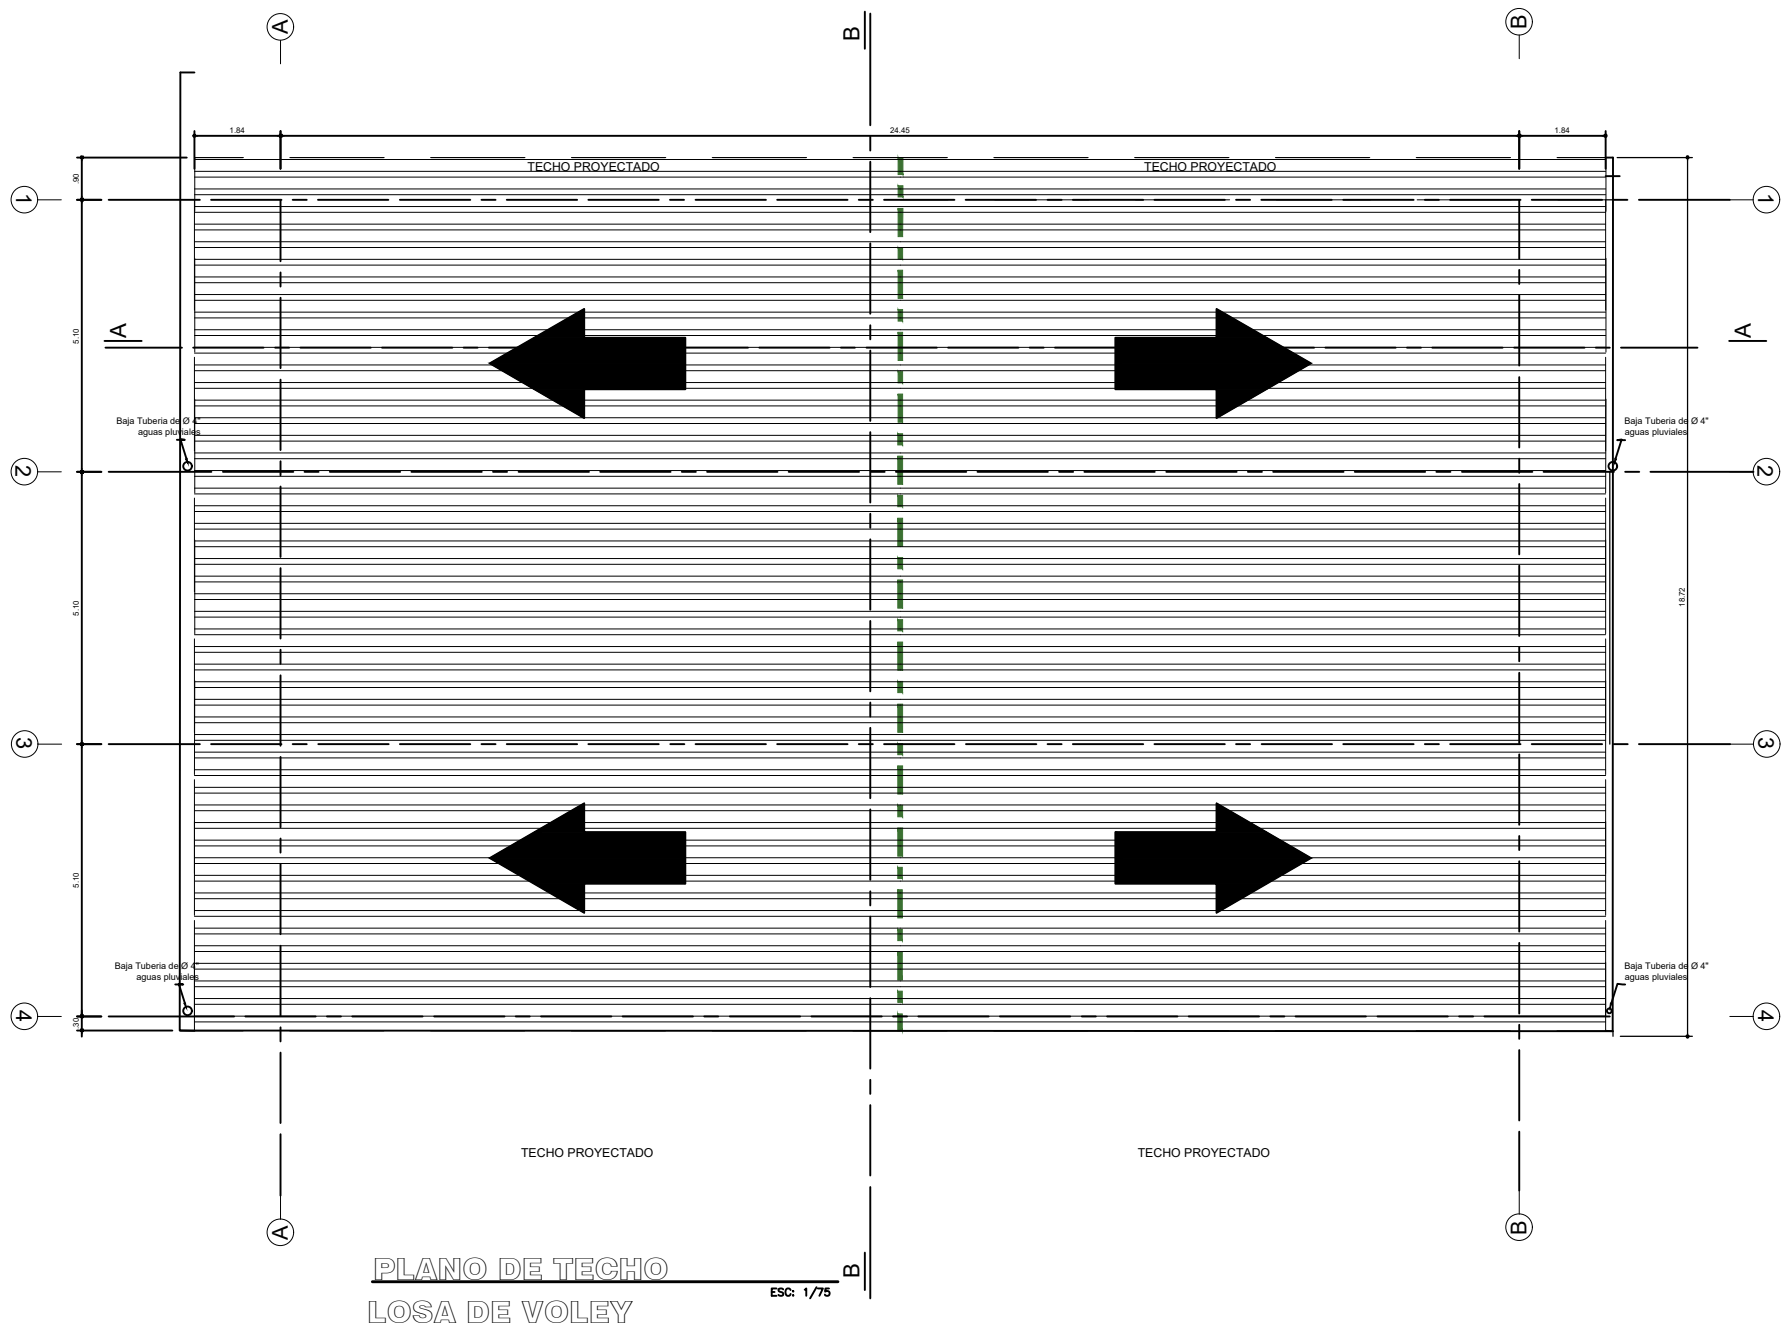 A
B
B
1.84
24.45
1.84
TECHO PROYECTADO
TECHO PROYECTADO
.90
1
1
5.10
A
A
Baja Tuberia de Ø 4"
aguas pluviales
Baja Tuberia de Ø 4"
aguas pluviales
2
2
5.10
18.72
3
3
5.10
Baja Tuberia de Ø 4"
aguas pluviales
Baja Tuberia de Ø 4"
aguas pluviales
4
.30
4
TECHO PROYECTADO
TECHO PROYECTADO
A
B
B
PLANO DE TECHO
ESC: 1/75
LOSA DE VOLEY